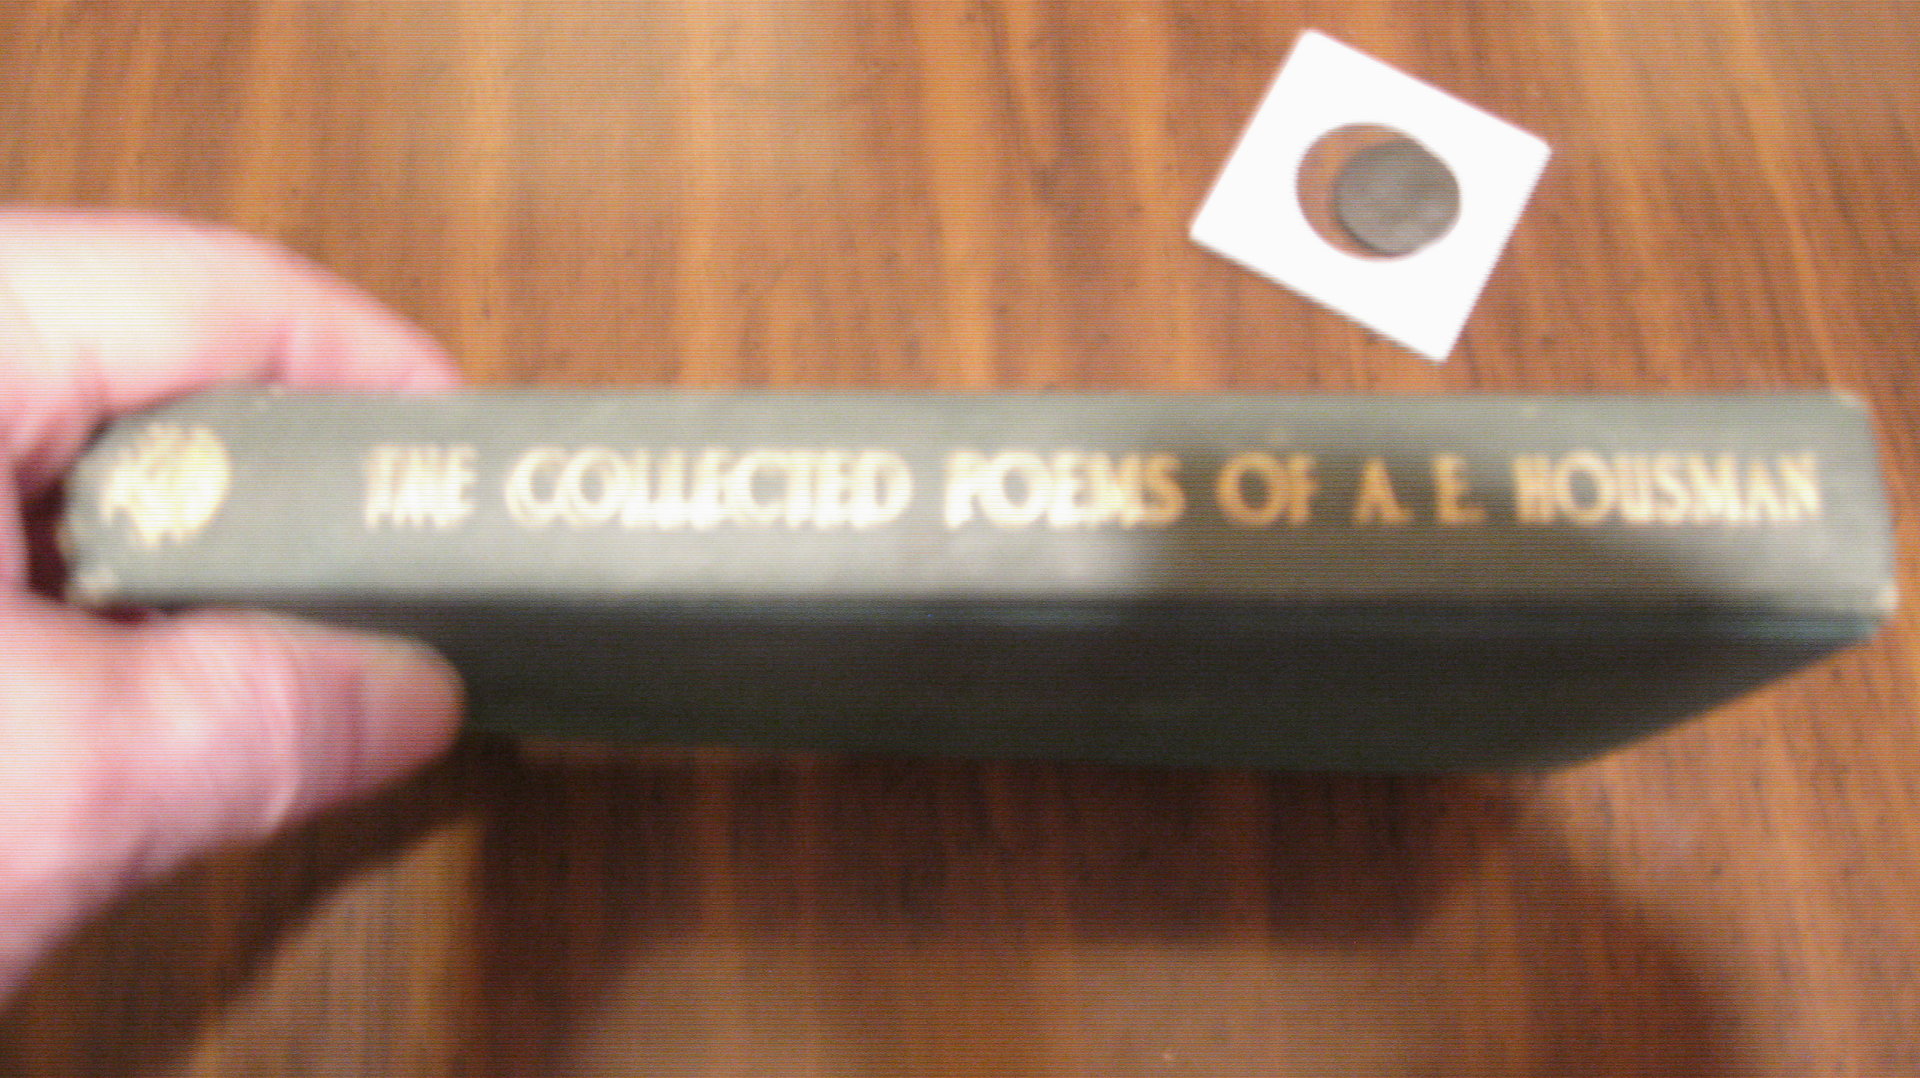 THE COLLECTED POEMS OF A. E. HOUSMAN